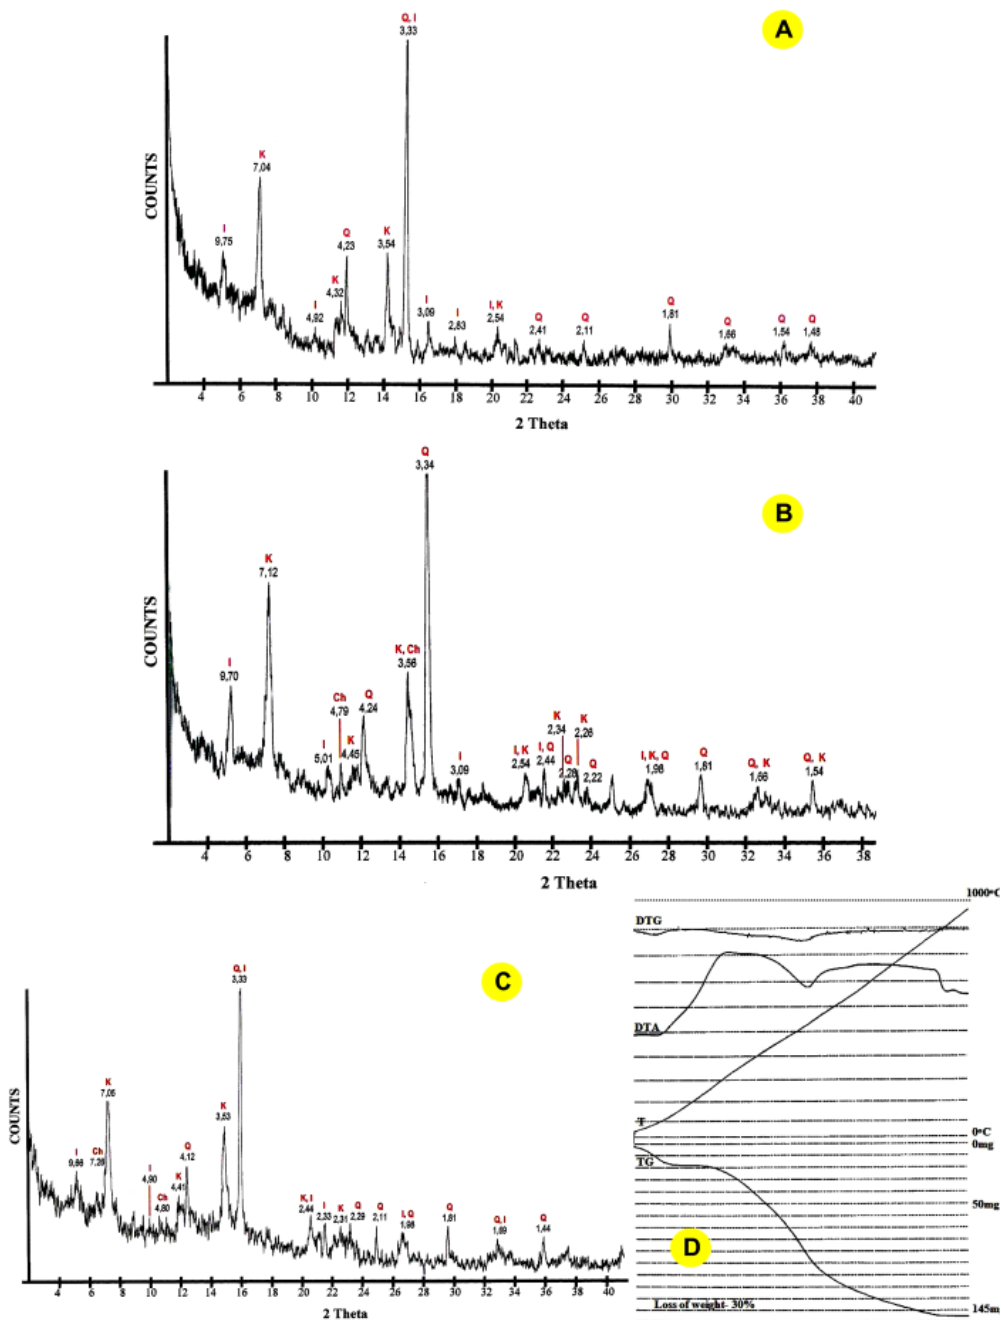 A
Q, I
3,33
K
7,04
I
9,75
Q
4,23
K
3,54
K
4,32
I
4,92
I
3,09
I
2,83
I, K
2,54
Q
2,41
Q
2,11
Q
1,81
Q
1,66
Q
1,54
Q
1,48
COUNTS
4 6 8 10 12 14 16 18 20 22 24 26 28 30 32 34 36 38 40
2 Theta
B
Q
3,34
K
7,12
I
9,70
K, Ch
3,56
Ch
4,79
Q
4,24
I
5,01
K
4,45
I
3,09
I, K
2,54
I, Q
2,44
K
2,34
K
2,26
Q
2,28
Q
2,22
I, K, Q
1,98
Q
1,81
Q, K
1,66
Q, K
1,54
COUNTS
4 6 8 10 12 14 16 18 20 22 24 26 28 30 32 34 36 38
2 Theta
C
Q, I
3,33
K
7,05
I
Ch
7,26
K
3,53
Q
4,12
I
4,90
K
4,41
Ch
4,80
K, I
2,44
I
2,33
K
2,31
Q
2,29
Q
2,11
I, Q
1,98
Q
1,81
Q, I
Q
1,44
COUNTS
4 6 8 10 12 14 16 18 20 22 24 26 28 30 32 34 36 38 40
2 Theta
1000°C
DTG
DTA
T
0°C
0mg
TG
50mg
D
Loss of weight- 30%
145m